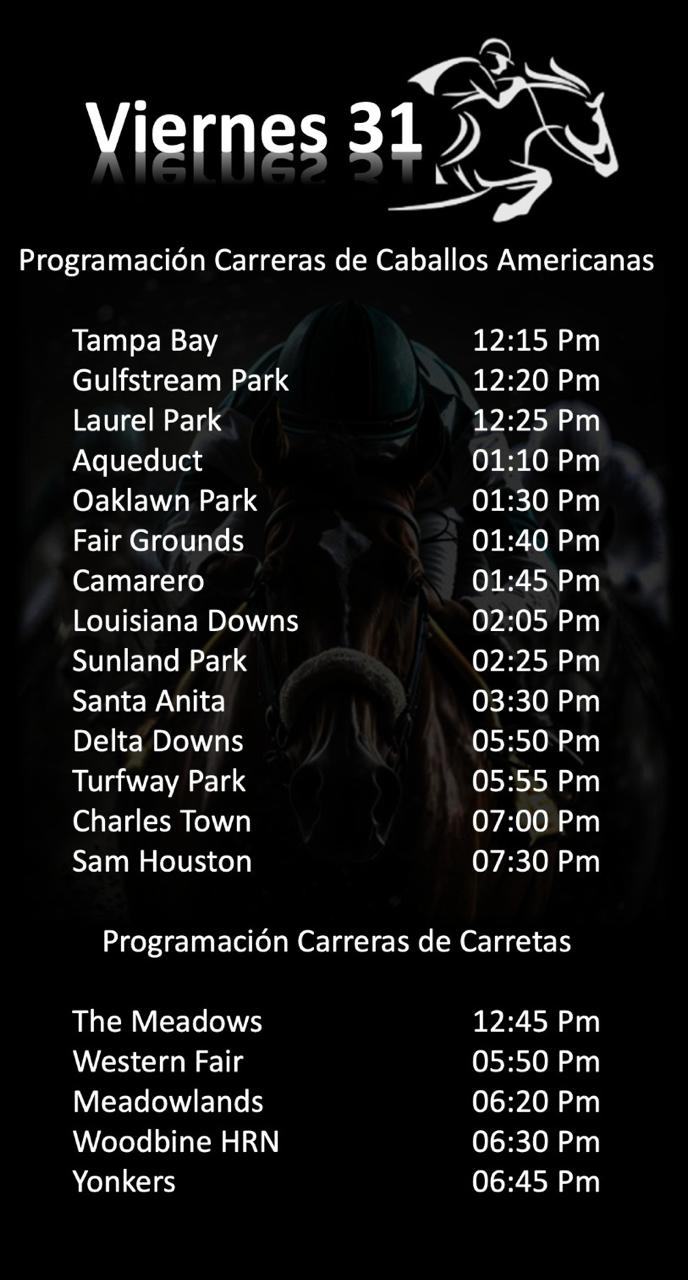 Viernes 31
Programación Carreras de Caballos Americanas
Tampa Bay 12:15 Pm
Gulfstream Park 12:20 Pm
Laurel Park 12:25 Pm
Aqueduct 01:10 Pm
Oaklawn Park 01:30 Pm
Fair Grounds 01:40 Pm
Camarero 01:45 Pm
Louisiana Downs 02:05 Pm
Sunland Park 02:25 Pm
Santa Anita 03:30 Pm
Delta Downs 05:50 Pm
Turfway Park 05:55 Pm
Charles Town 07:00 Pm
Sam Houston 07:30 Pm
Programación Carreras de Carretas
The Meadows 12:45 Pm
Western Fair 05:50 Pm
Meadowlands 06:20 Pm
Woodbine HRN 06:30 Pm
Yonkers 06:45 Pm